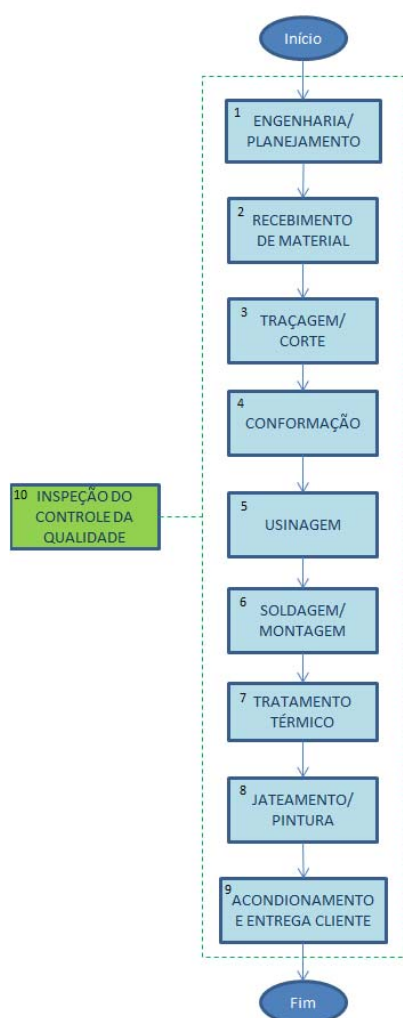 Início
1 ENGENHARIA/
PLANEJAMENTO
2 RECEBIMENTO
DE MATERIAL
3 TRAÇAGEM/
CORTE
4
CONFORMAÇÃO
10 INSPEÇÃO DO
CONTROLE DA
QUALIDADE
5
USINAGEM
6 SOLDAGEM/
MONTAGEM
7 TRATAMENTO
TÉRMICO
8 JATEAMENTO/
PINTURA
9 ACONDIONAMENTO
E ENTREGA CLIENTE
Fim